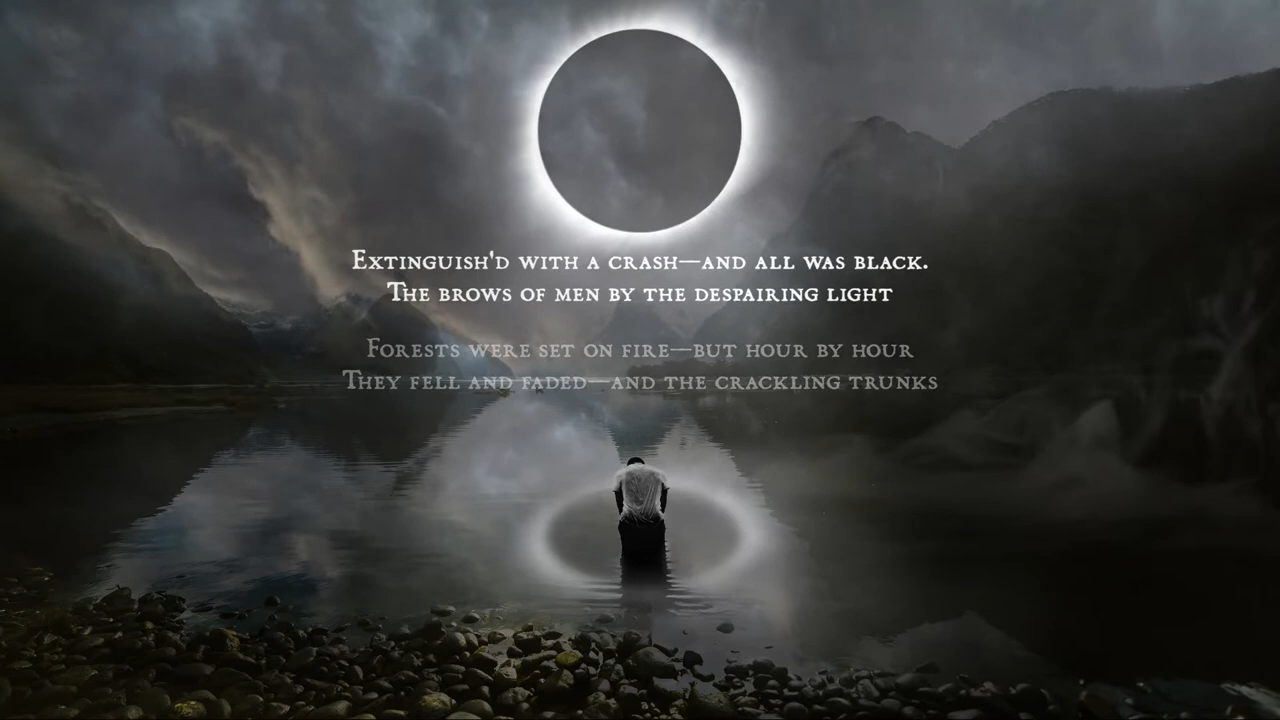 Extinguish'd with a crash—and all was black.
The brows of men by the despairing light
Forests were set on fire—but hour by hour
They fell and faded—and the crackling trunks